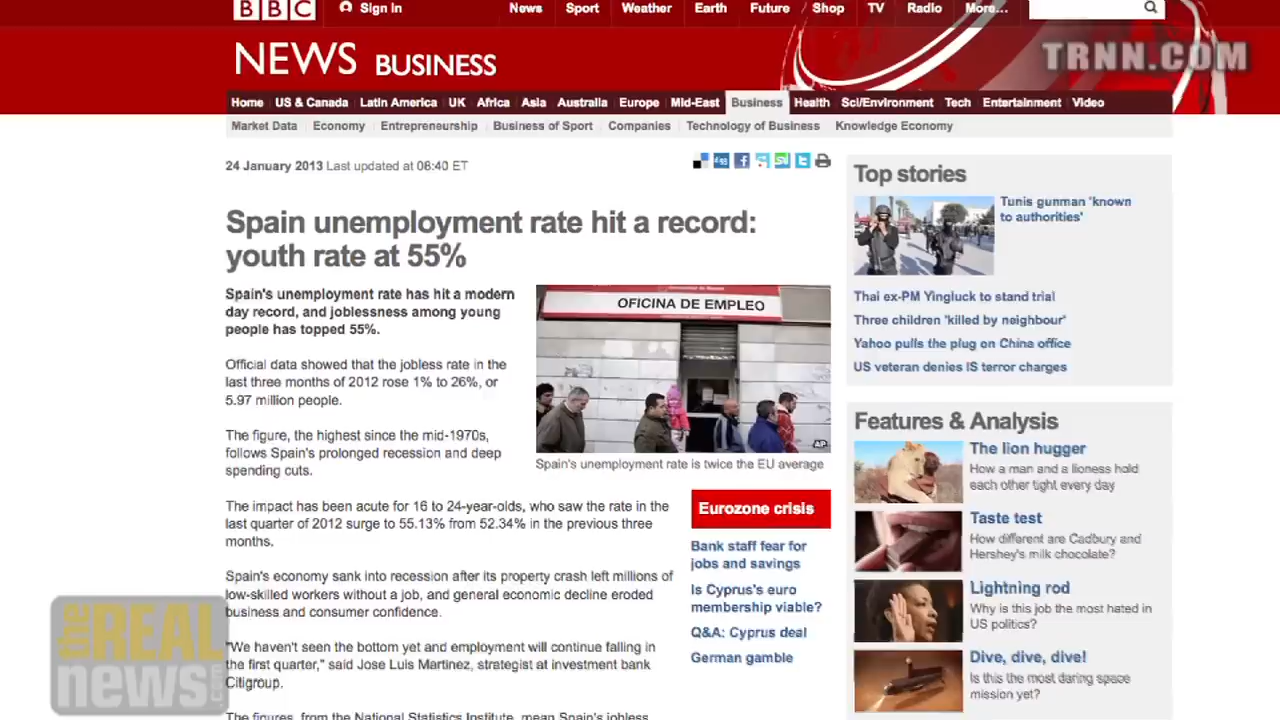 BBC Sign In News Sport Weather Earth Future Shop TV Radio More...
NEWS BUSINESS
TRNN.COM
Home US & Canada Latin America UK Africa Asia Australia Europe Mid-East Business Health Sci/Environment Tech Entertainment Video
Market Data Economy Entrepreneurship Business of Sport Companies Technology of Business Knowledge Economy
24 January 2013 Last updated at 06:40 ET
Spain unemployment rate hit a record:
youth rate at 55%
Spain's unemployment rate has hit a modern
day record, and joblessness among young
people has topped 55%.
Official data showed that the jobless rate in the
last three months of 2012 rose 1% to 26%, or
5.97 million people.
The figure, the highest since the mid-1970s,
follows Spain's prolonged recession and deep
spending cuts.
OFICINA DE EMPLEO
AP
Spain's unemployment rate is twice the EU average
The impact has been acute for 16 to 24-year-olds, who saw the rate in the
last quarter of 2012 surge to 55.13% from 52.34% in the previous three
months.
Spain's economy sank into recession after its property crash left millions of
low-skilled workers without a job, and general economic decline eroded
business and consumer confidence.
"We haven't seen the bottom yet and employment will continue falling in
the first quarter," said Jose Luis Martinez, strategist at investment bank
Citigroup.
The figures, from the National Statistics Institute, mean Spain's jobless
Eurozone crisis
Bank staff fear for
jobs and savings
Is Cyprus's euro
membership viable?
Q&A: Cyprus deal
German gamble
Top stories
Tunis gunman 'known
to authorities'
Thai ex-PM Yingluck to stand trial
Three children 'killed by neighbour'
Yahoo pulls the plug on China office
US veteran denies IS terror charges
Features & Analysis
The lion hugger
How a man and a lioness hold
each other tight every day
Taste test
How different are Cadbury and
Hershey's milk chocolate?
Lightning rod
Why is this job the most hated in
US politics?
Dive, dive, dive!
Is this the most daring space
mission yet?
the REAL
news.com